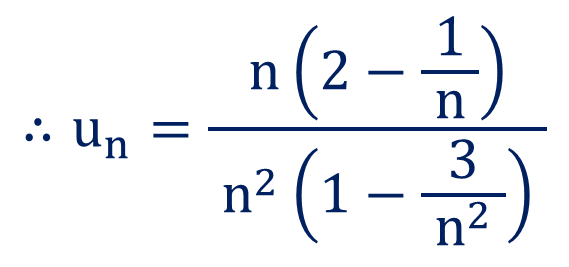 ∴ uₙ = n(2 − 1/n) / n²(1 − 3/n²)